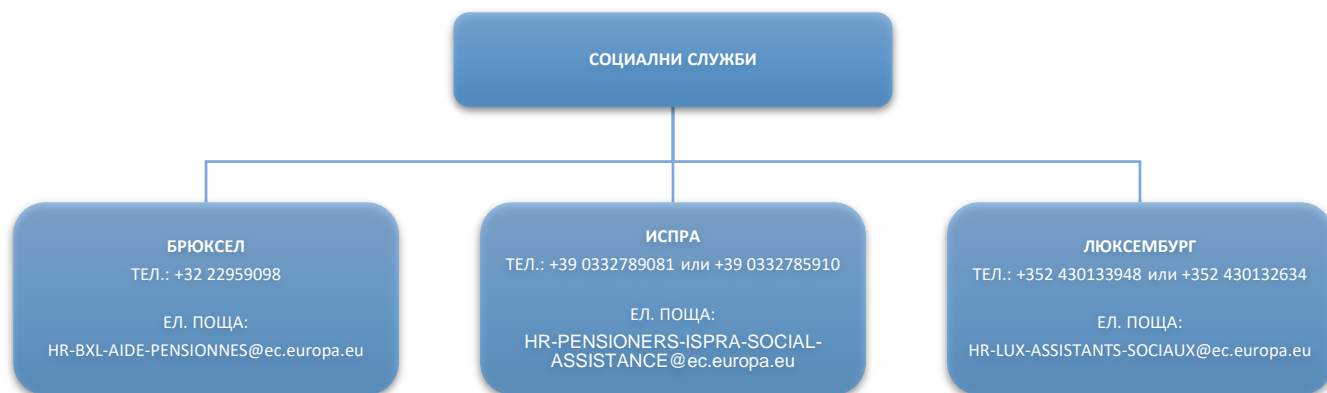 СОЦИАЛНИ СЛУЖБИ
БРЮКСЕЛ
ТЕЛ.: +32 22959098
ЕЛ. ПОЩА:
HR-BXL-AIDE-PENSIONNES@ec.europa.eu
ИСПРА
ТЕЛ.: +39 0332789081 или +39 0332785910
ЕЛ. ПОЩА:
HR-PENSIONERS-ISPRA-SOCIAL-
ASSISTANCE@ec.europa.eu
ЛЮКСЕМБУРГ
ТЕЛ.: +352 430133948 или +352 430132634
ЕЛ. ПОЩА:
HR-LUX-ASSISTANTS-SOCIAUX@ec.europa.eu